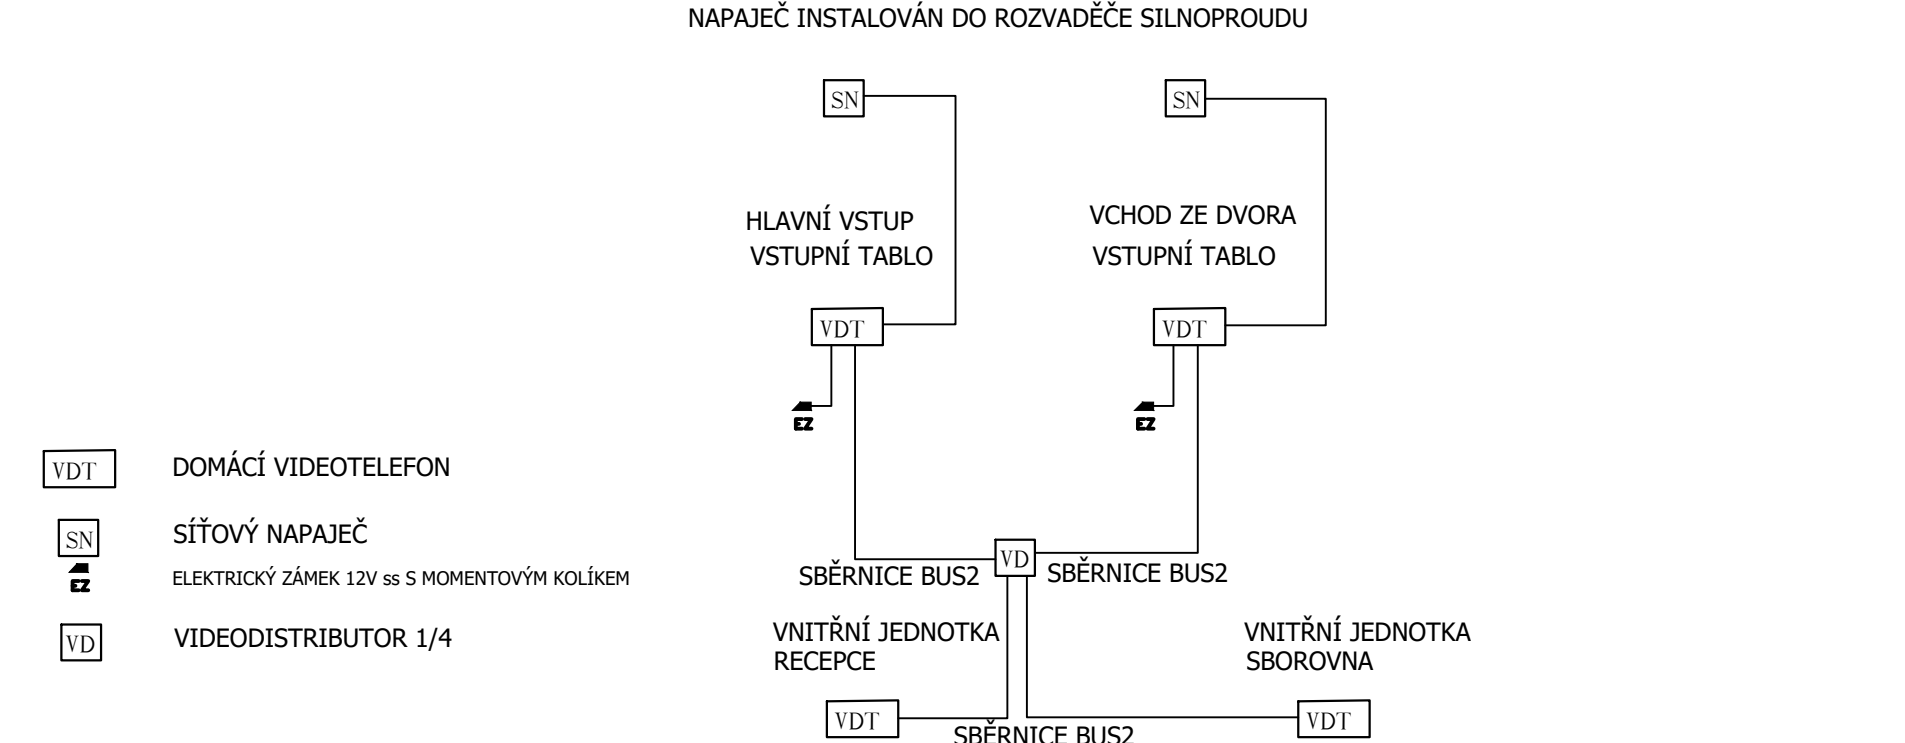 NAPAJEČ INSTALOVÁN DO ROZVADĚČE SILNOPROUDU
SN
SN
HLAVNÍ VSTUP
VSTUPNÍ TABLO
VCHOD ZE DVORA
VSTUPNÍ TABLO
VDT
VDT
EZ
EZ
VDT
DOMÁCÍ VIDEOTELEFON
SN
SÍŤOVÝ NAPAJEČ
EZ
ELEKTRICKÝ ZÁMEK 12V ss S MOMENTOVÝM KOLÍKEM
VD
VIDEODISTRIBUTOR 1/4
VD
SBĚRNICE BUS2
SBĚRNICE BUS2
VNITŘNÍ JEDNOTKA
RECEPCE
VNITŘNÍ JEDNOTKA
SBOROVNA
VDT
VDT
SBĚRNICE BUS2